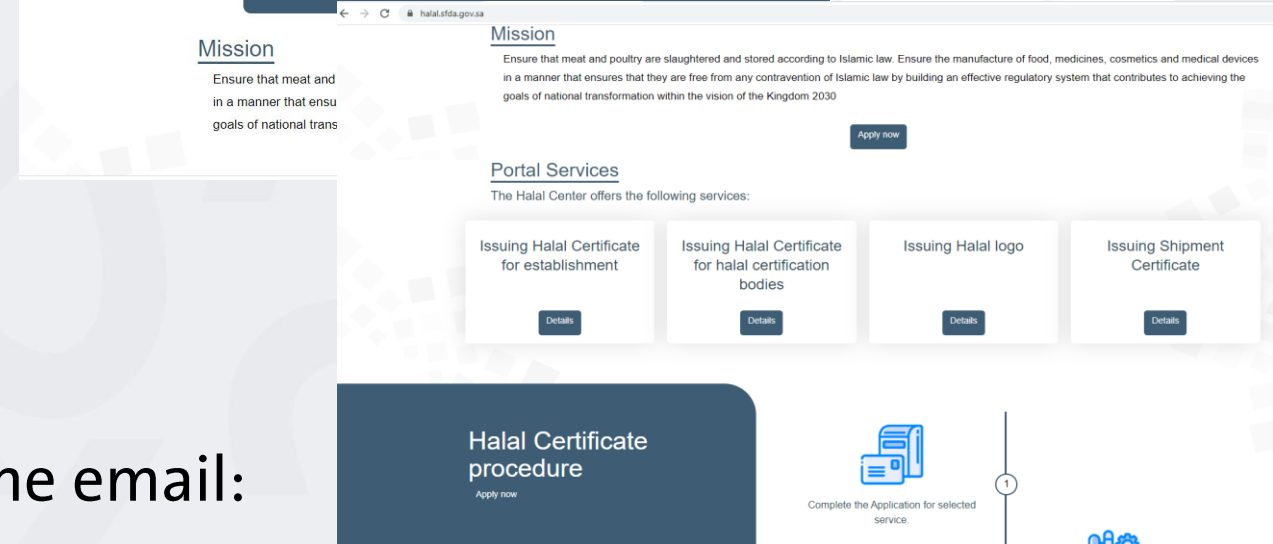 Mission
Ensure that meat and
in a manner that ensu
goals of national trans
halal.sfda.gov.sa
Mission
Ensure that meat and poultry are slaughtered and stored according to Islamic law. Ensure the manufacture of food, medicines, cosmetics and medical devices
in a manner that ensures that they are free from any contravention of Islamic law by building an effective regulatory system that contributes to achieving the
goals of national transformation within the vision of the Kingdom 2030
Apply now
Portal Services
The Halal Center offers the following services:
Issuing Halal Certificate
for establishment
Details
Issuing Halal Certificate
for halal certification
bodies
Details
Issuing Halal logo
Details
Issuing Shipment
Certificate
Details
Halal Certificate
procedure
Apply now
Complete the Application for selected
service.
1
he email: